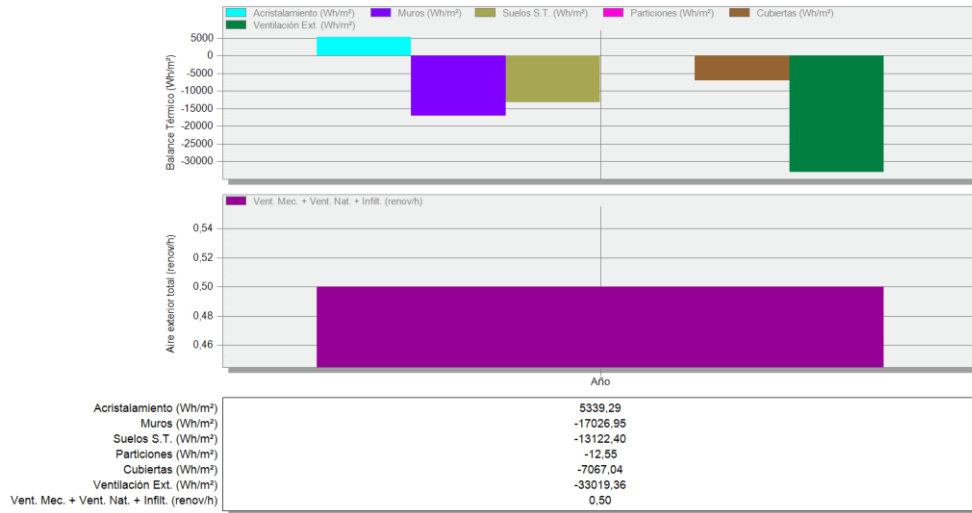 Acristalamiento (Wh/m²) Muros (Wh/m²) Suelos S.T. (Wh/m²) Particiones (Wh/m²) Cubiertas (Wh/m²)
Ventilación Ext. (Wh/m²)
Balance Térmico (Wh/m²)
5000
0
-5000
-10000
-15000
-20000
-25000
-30000
Vent. Mec. + Vent. Nat. + Infilt. (renov/h)
Aire exterior total (renov/h)
0,54
0,52
0,50
0,48
0,46
Año
Acristalamiento (Wh/m²) 5339,29
Muros (Wh/m²) -17026,95
Suelos S.T. (Wh/m²) -13122,40
Particiones (Wh/m²) -12,55
Cubiertas (Wh/m²) -7067,04
Ventilación Ext. (Wh/m²) -33019,36
Vent. Mec. + Vent. Nat. + Infilt. (renov/h) 0,50